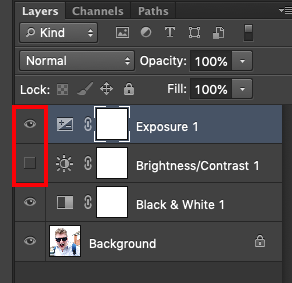 Layers Channels Paths
Kind
Normal Opacity: 100%
Lock: Fill: 100%
Exposure 1
Brightness/Contrast 1
Black & White 1
Background